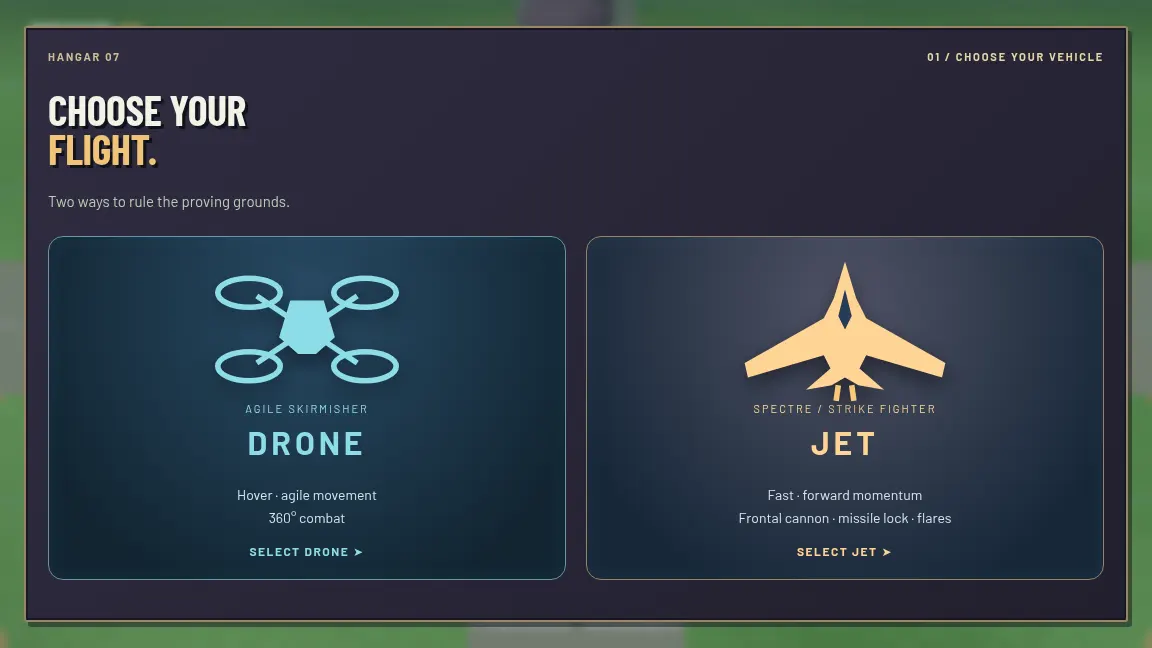 HANGAR 07
01 / CHOOSE YOUR VEHICLE
CHOOSE YOUR
FLIGHT.
Two ways to rule the proving grounds.
AGILE SKIRMISHER
DRONE
Hover · agile movement
360° combat
SELECT DRONE ➤
SPECTRE / STRIKE FIGHTER
JET
Fast · forward momentum
Frontal cannon · missile lock · flares
SELECT JET ➤